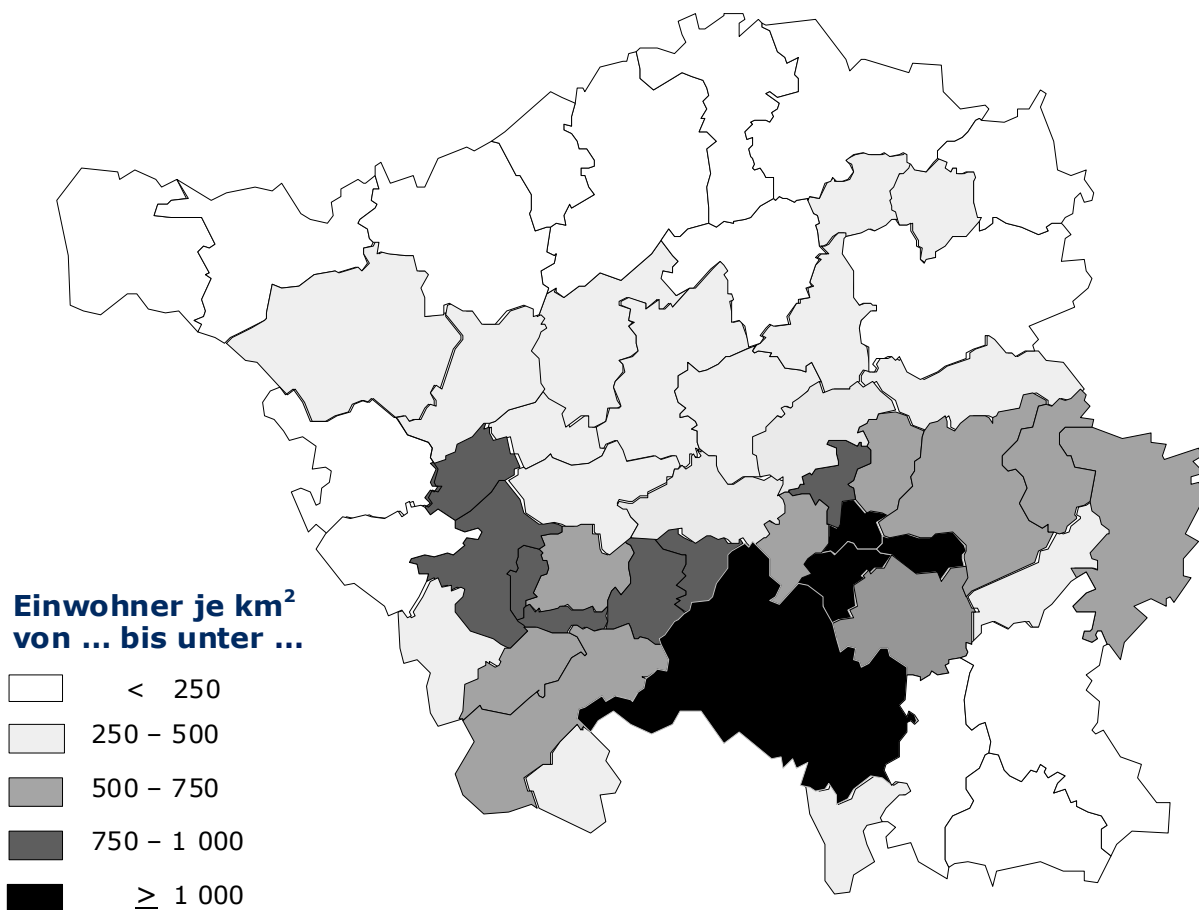 Einwohner je km²
von ... bis unter ...
< 250
250 – 500
500 – 750
750 – 1 000
≥ 1 000